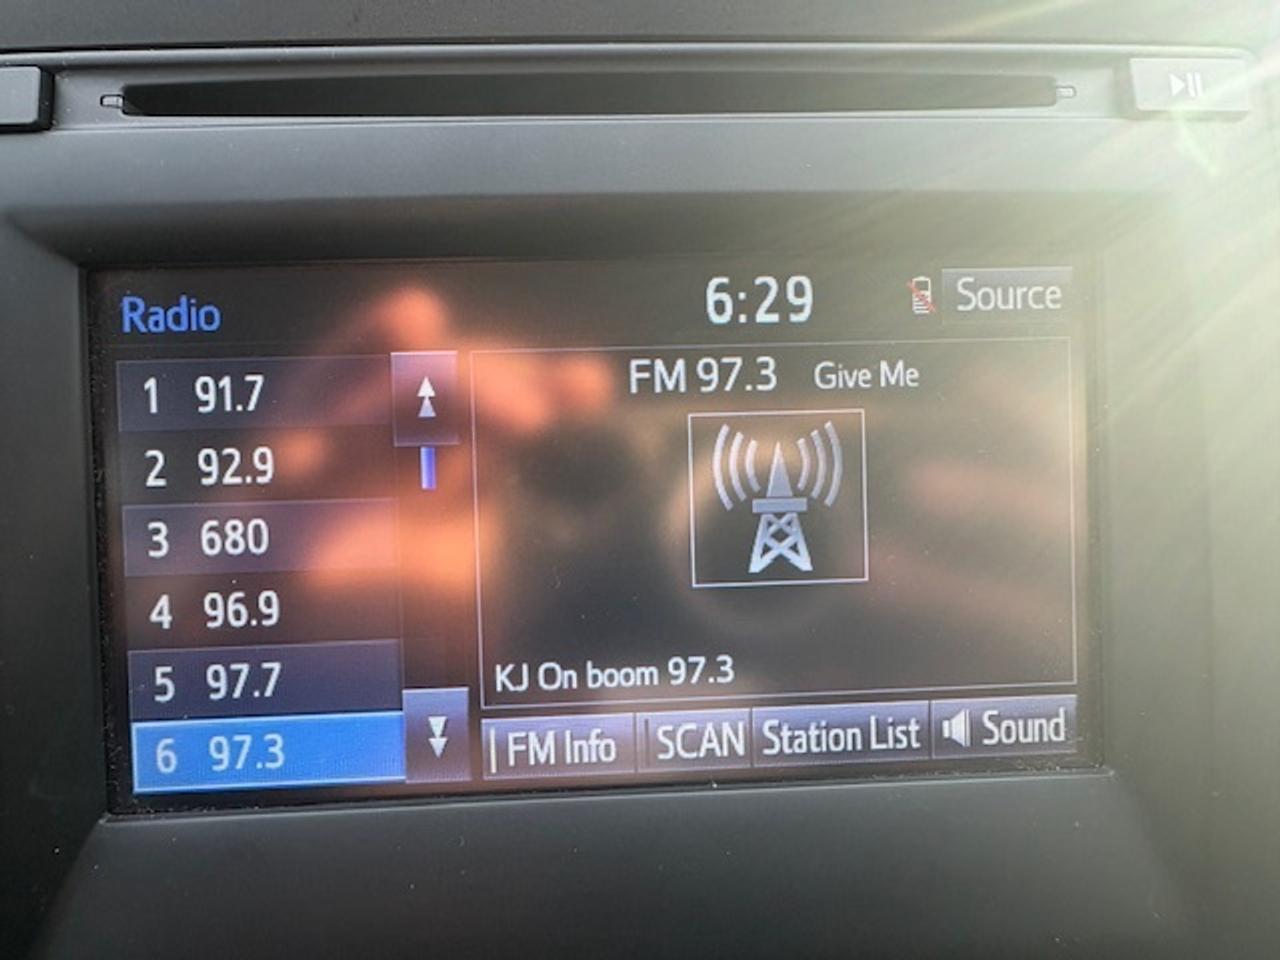 Radio
6:29
Source
1 91.7
2 92.9
3 680
4 96.9
5 97.7
6 97.3
FM 97.3 Give Me
KJ On boom 97.3
FM Info
SCAN
Station List
Sound